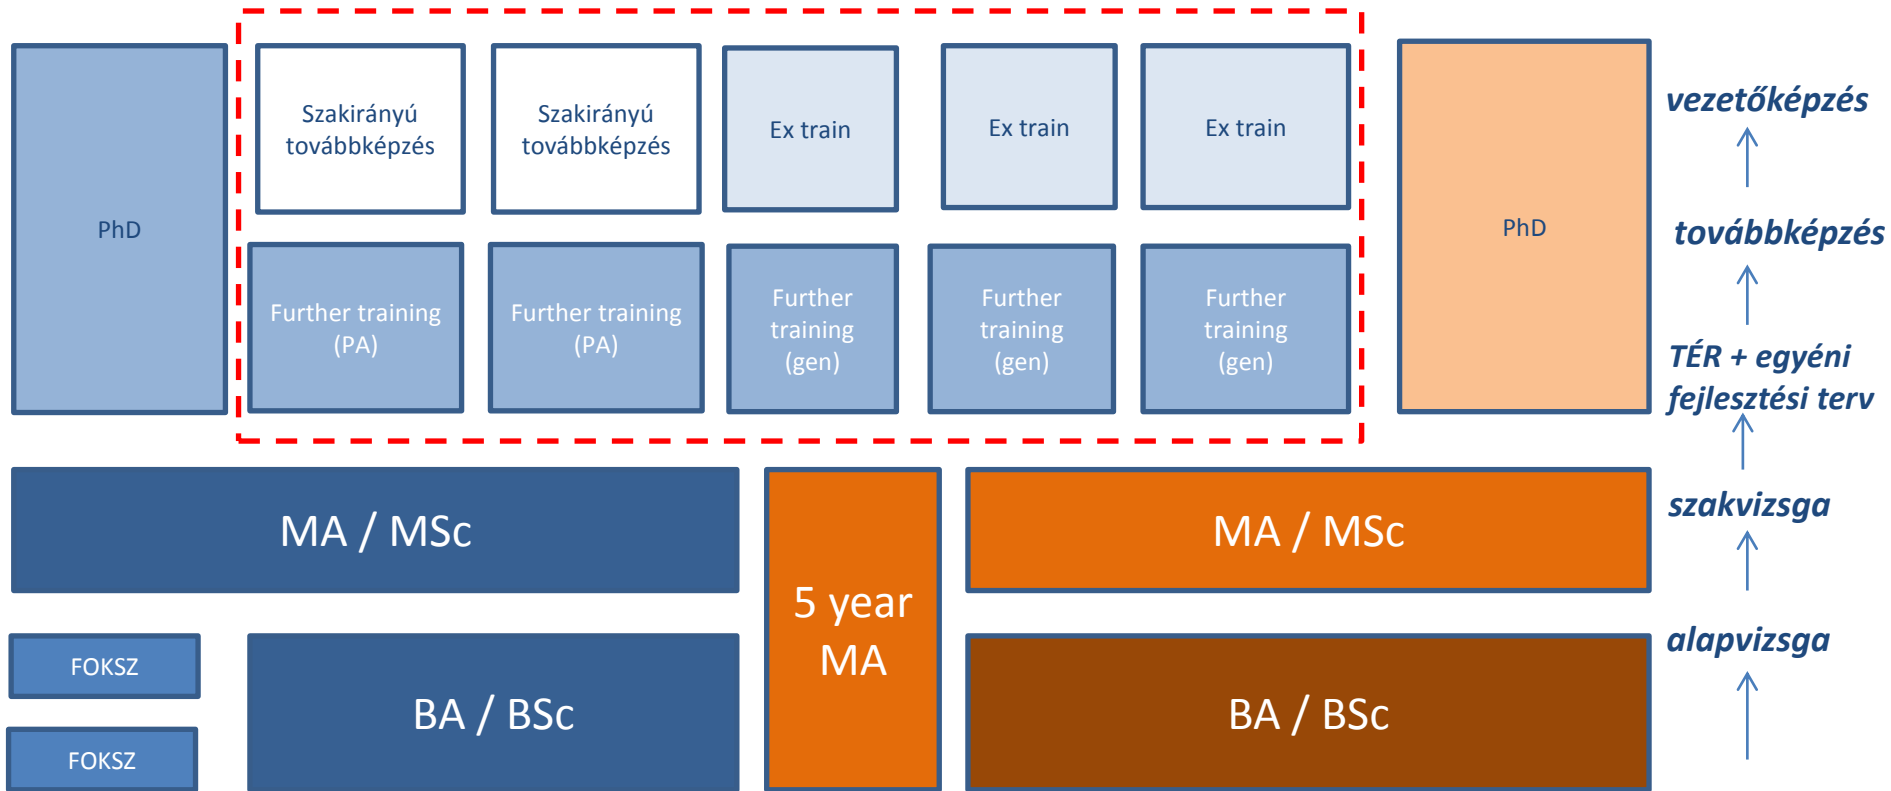 PhD
Szakirányú
továbbképzés
Szakirányú
továbbképzés
Ex train
Ex train
Ex train
Further training
(PA)
Further training
(PA)
Further
training
(gen)
Further
training
(gen)
Further
training
(gen)
PhD
MA / MSc
5 year
MA
MA / MSc
FOKSZ
FOKSZ
BA / BSc
BA / BSc
vezetőképzés
továbbképzés
TÉR + egyéni
fejlesztési terv
szakvizsga
alapvizsga